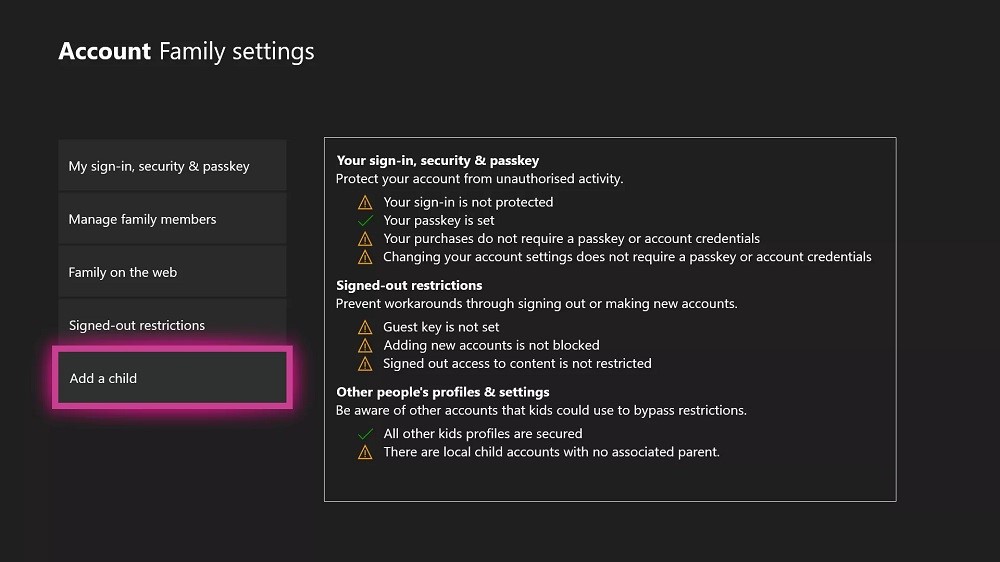 Account Family settings
My sign-in, security & passkey
Manage family members
Family on the web
Signed-out restrictions
Add a child
Your sign-in, security & passkey
Protect your account from unauthorised activity.
Your sign-in is not protected
Your passkey is set
Your purchases do not require a passkey or account credentials
Changing your account settings does not require a passkey or account credentials
Signed-out restrictions
Prevent workarounds through signing out or making new accounts.
Guest key is not set
Adding new accounts is not blocked
Signed out access to content is not restricted
Other people's profiles & settings
Be aware of other accounts that kids could use to bypass restrictions.
All other kids profiles are secured
There are local child accounts with no associated parent.